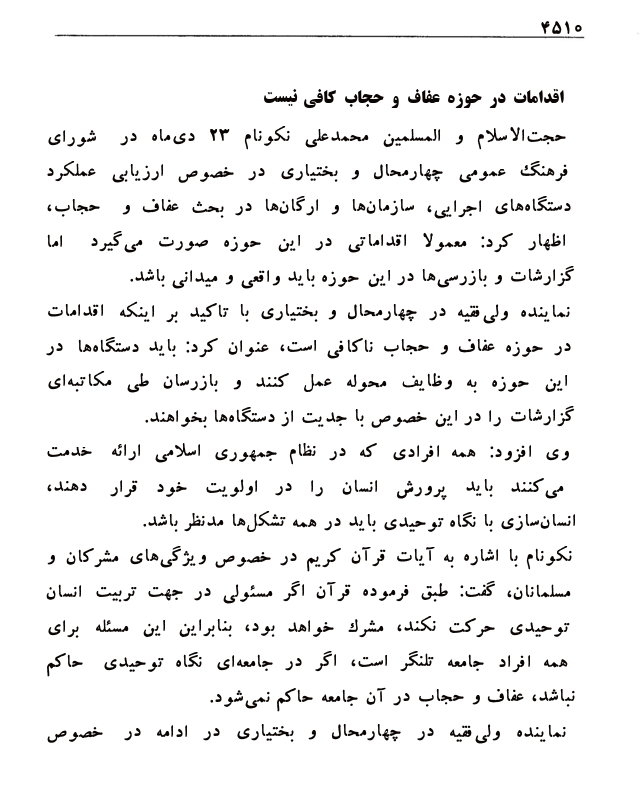 ۴۵۱۰
اقدامات در حوزه عفاف و حجاب کافی نیست
حجت‌الاسلام و المسلمین محمدعلی نکونام ۲۳ دی‌ماه در شورای
فرهنگ عمومی چهارمحال و بختیاری در خصوص ارزیابی عملکرد
دستگاه‌های اجرایی، سازمان‌ها و ارگان‌ها در بحث عفاف و حجاب،
اظهار کرد: معمولا اقداماتی در این حوزه صورت می‌گیرد اما
گزارشات و بازرسی‌ها در این حوزه باید واقعی و میدانی باشد.
نماینده ولی‌فقیه در چهارمحال و بختیاری با تاکید بر اینکه اقدامات
در حوزه عفاف و حجاب ناکافی است، عنوان کرد: باید دستگاه‌ها در
این حوزه به وظایف محوله عمل کنند و بازرسان طی مکاتبه‌ای
گزارشات را در این خصوص با جدیت از دستگاه‌ها بخواهند.
وی افزود: همه افرادی که در نظام جمهوری اسلامی ارائه خدمت
می‌کنند باید پرورش انسان را در اولویت خود قرار دهند،
انسان‌سازی با نگاه توحیدی باید در همه تشکل‌ها مدنظر باشد.
نکونام با اشاره به آیات قرآن کریم در خصوص ویژگی‌های مشرکان و
مسلمانان، گفت: طبق فرموده قرآن اگر مسئولی در جهت تربیت انسان
توحیدی حرکت نکند، مشرک خواهد بود، بنابراین این مسئله برای
همه افراد جامعه تلنگر است، اگر در جامعه‌ای نگاه توحیدی حاکم
نباشد، عفاف و حجاب در آن جامعه حاکم نمی‌شود.
نماینده ولی‌فقیه در چهارمحال و بختیاری در ادامه در خصوص